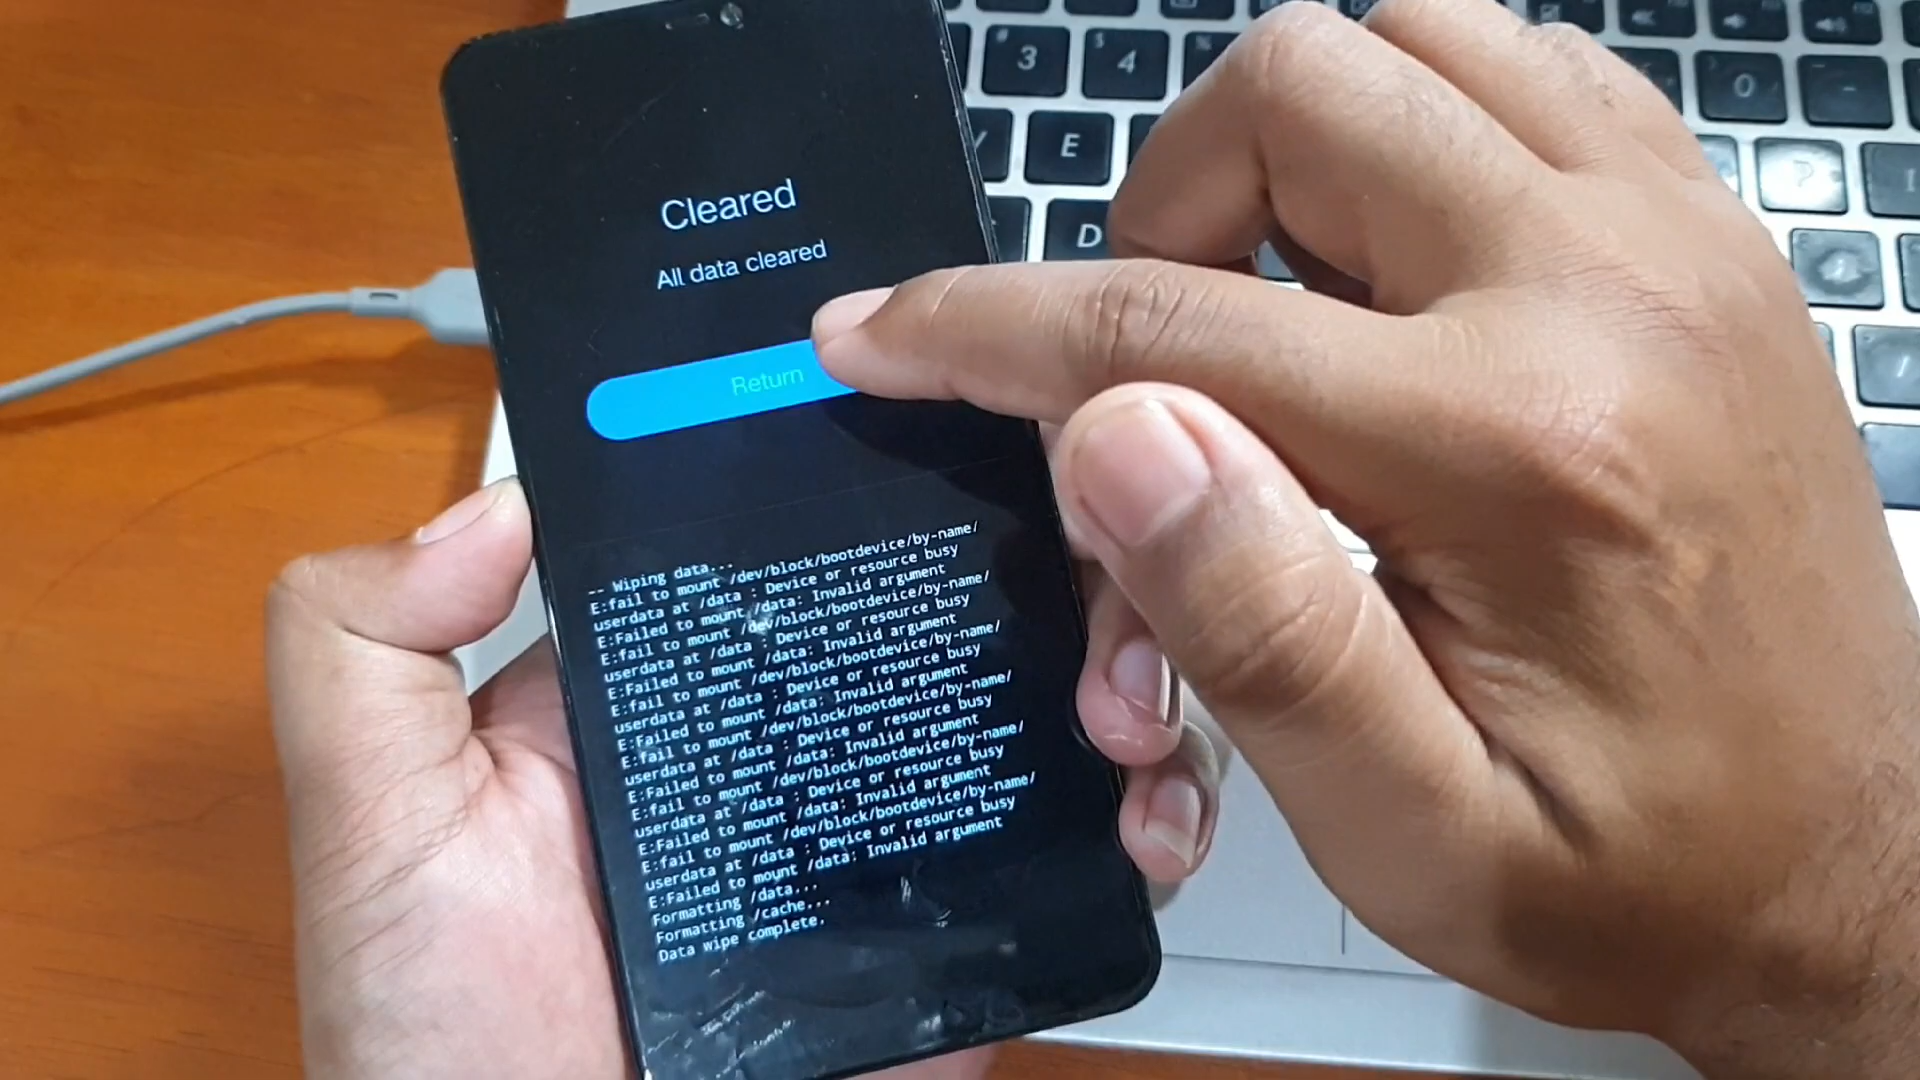 # 3
$ 4
%
0
-
E
?
I
D
/
Cleared
All data cleared
Return
-- Wiping data...
E:fail to mount /dev/block/bootdevice/by-name/
userdata at /data : Device or resource busy
E:Failed to mount /data: Invalid argument
E:fail to mount /dev/block/bootdevice/by-name/
userdata at /data : Device or resource busy
E:Failed to mount /data: Invalid argument
E:fail to mount /dev/block/bootdevice/by-name/
userdata at /data : Device or resource busy
E:Failed to mount /data: Invalid argument
E:fail to mount /dev/block/bootdevice/by-name/
userdata at /data : Device or resource busy
E:Failed to mount /data: Invalid argument
E:fail to mount /dev/block/bootdevice/by-name/
userdata at /data : Device or resource busy
E:Failed to mount /data: Invalid argument
E:fail to mount /dev/block/bootdevice/by-name/
userdata at /data : Device or resource busy
E:Failed to mount /data: Invalid argument
Formatting /data...
Formatting /cache...
Data wipe complete.